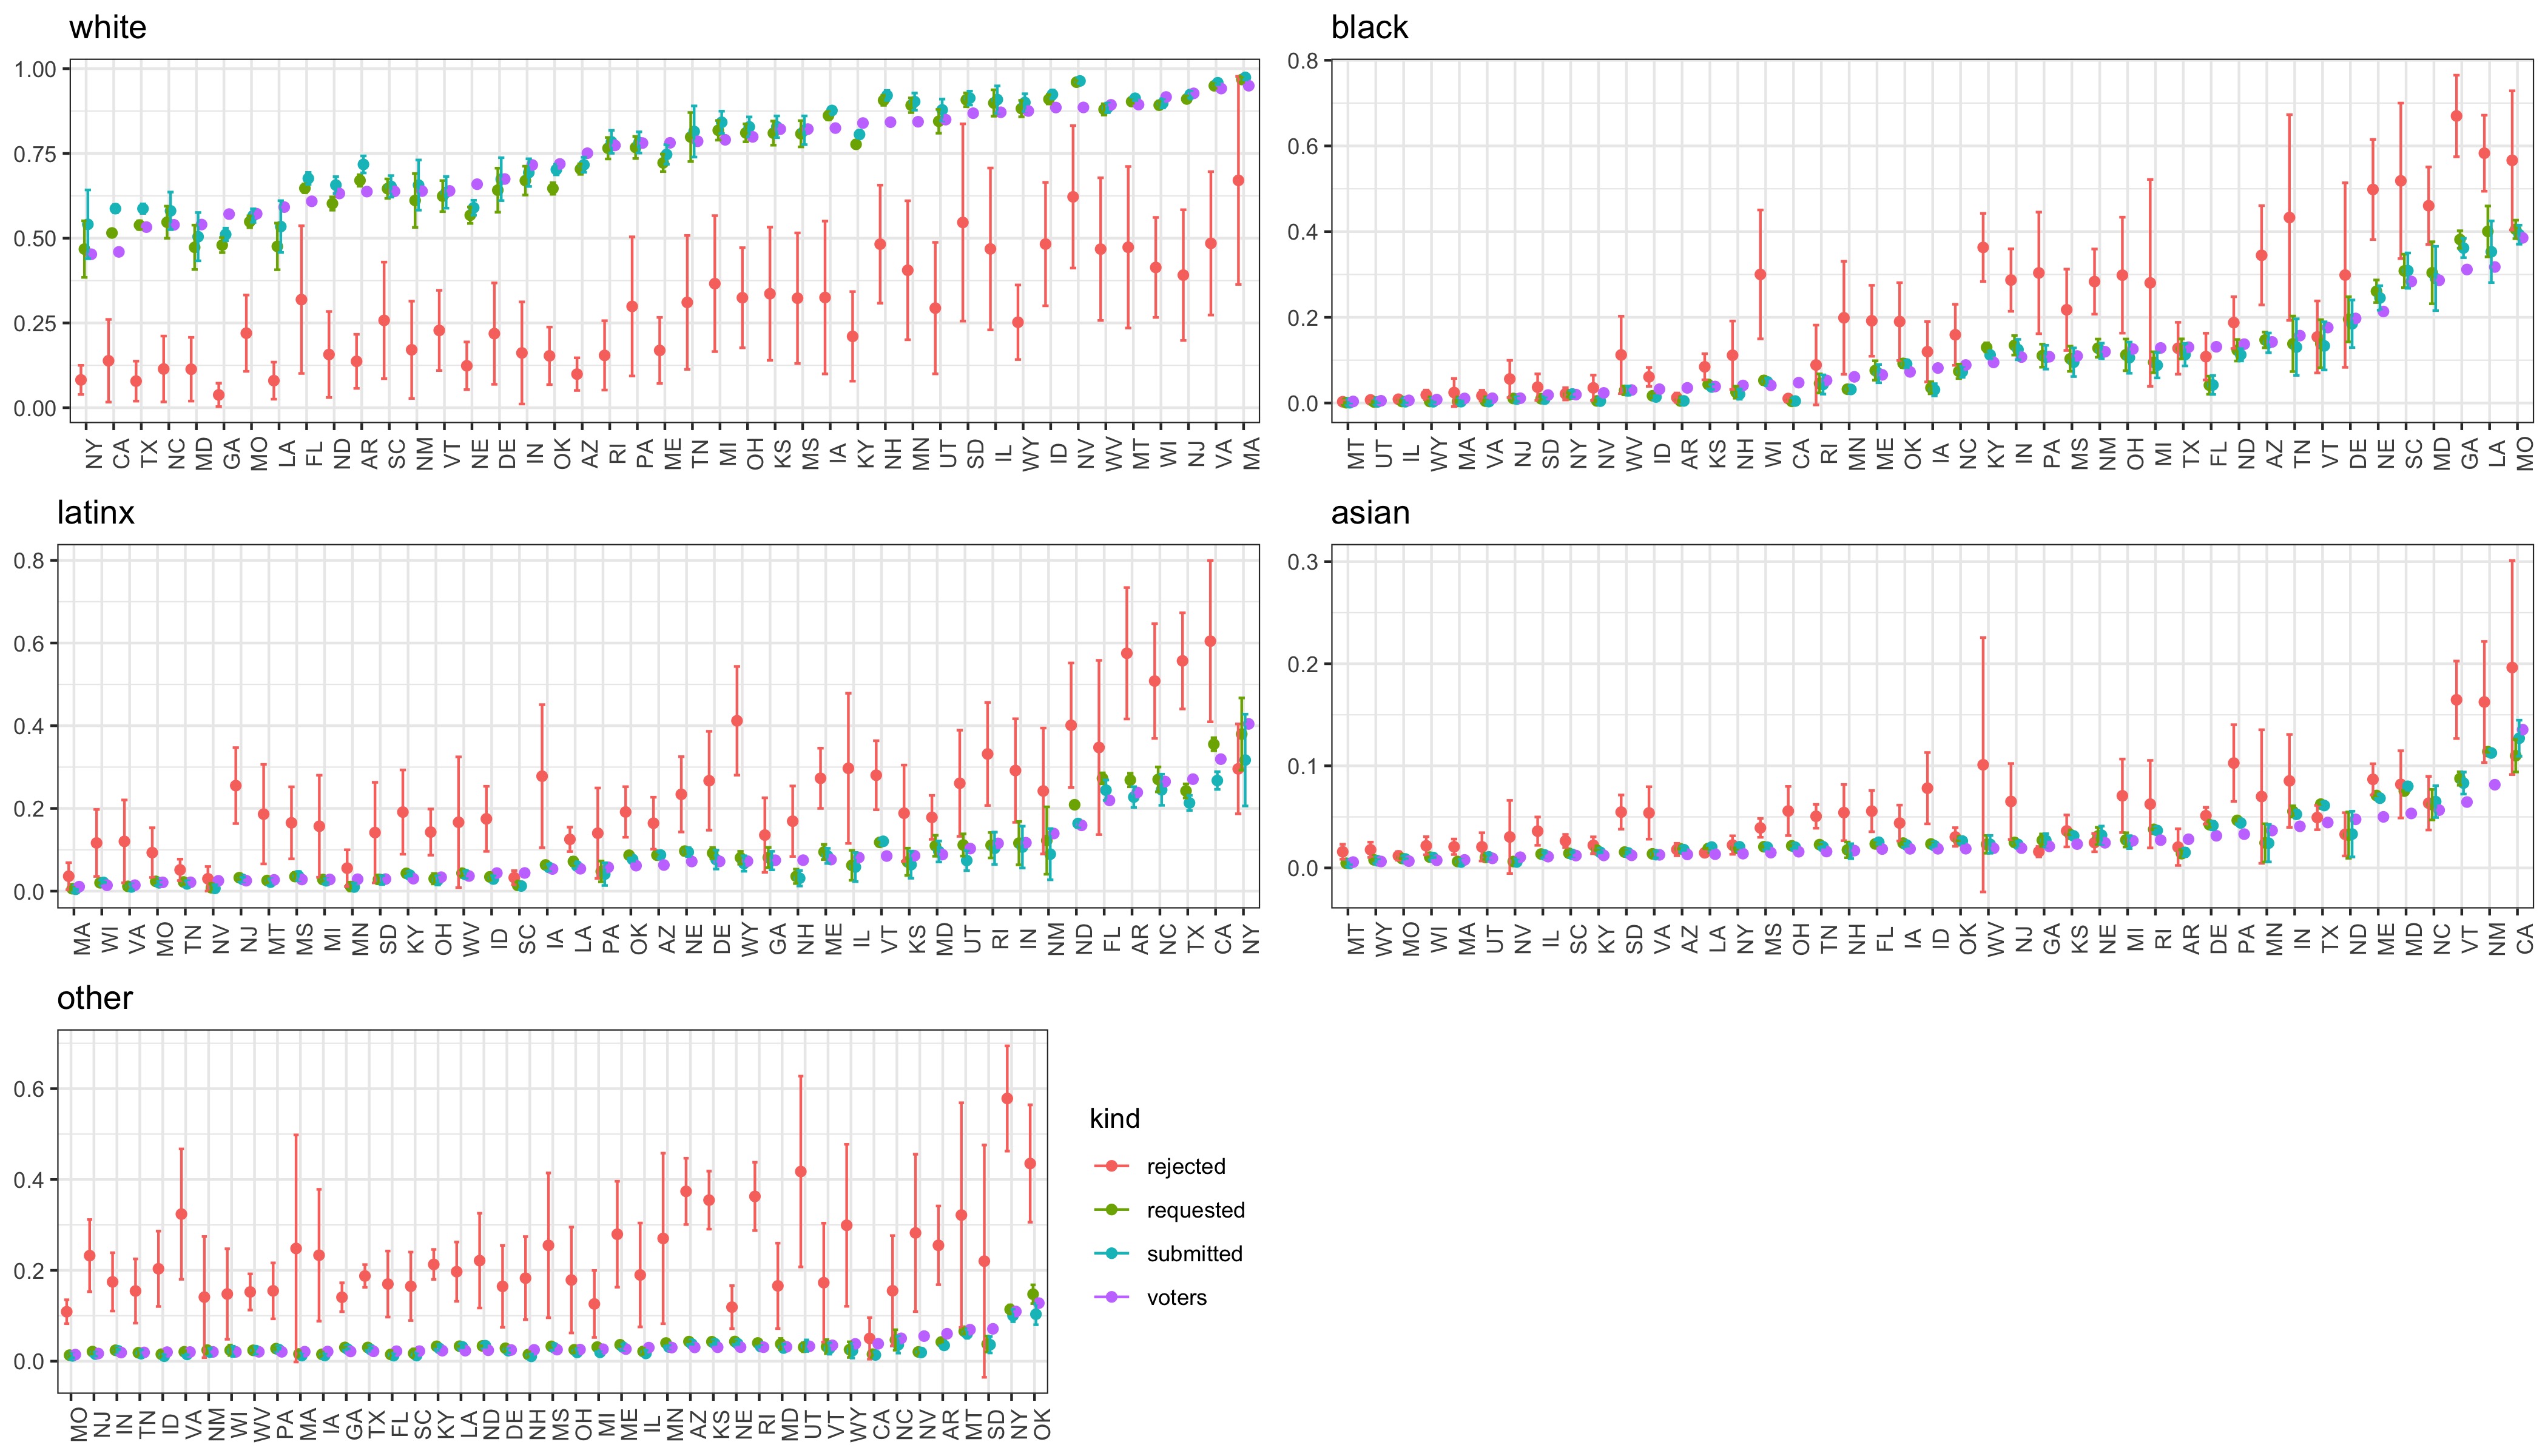 white
1.00
0.75
0.50
0.25
0.00
NY CA TX NC MD GA MO LA FL ND AR SC NM VT NE DE IN OK AZ RI PA ME TN MI OH KS MS IA KY NH MN UT SD IL WY ID NV WV MT WI NJ VA MA
black
0.8
0.6
0.4
0.2
0.0
MT UT IL WY MA VA NJ SD NY NV WV ID AR KS NH WI CA RI MN ME OK IA NC KY IN PA MS NM OH MI TX FL ND AZ TN VT DE NE SC MD GA LA MO
latinx
0.8
0.6
0.4
0.2
0.0
MA WI VA MO TN NV NJ MT MS MI MN SD KY OH WV ID SC IA LA PA OK AZ NE DE WY GA NH ME IL VT KS MD UT RI IN NM ND FL AR NC TX CA NY
asian
0.3
0.2
0.1
0.0
MT WY MO WI MA UT NV IL SC KY SD VA AZ LA NY MS OH TN NH FL IA ID OK WV NJ GA KS NE MI RI AR DE PA MN IN TX ND ME MD NC VT NM CA
other
0.6
0.4
0.2
0.0
MO NJ IN TN ID VA NM WI WV PA MA IA GA TX FL SC KY LA ND DE NH MS OH MI ME IL MN AZ KS NE RI MD UT VT WY CA NC NV AR MT SD NY OK
kind
rejected
requested
submitted
voters